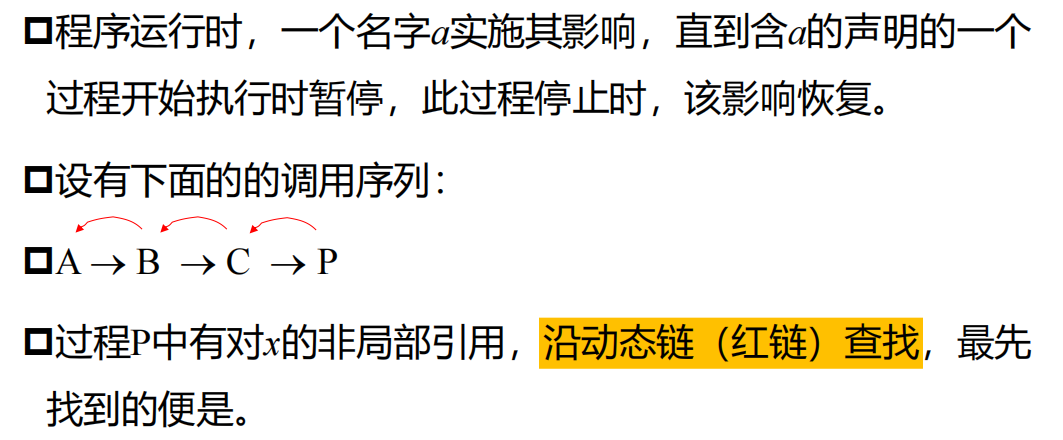 程序运行时，一个名字a实施其影响，直到含a的声明的一个
过程开始执行时暂停，此过程停止时，该影响恢复。
设有下面的的调用序列：
A → B → C → P
过程P中有对x的非局部引用，沿动态链（红链）查找，最先
找到的便是。